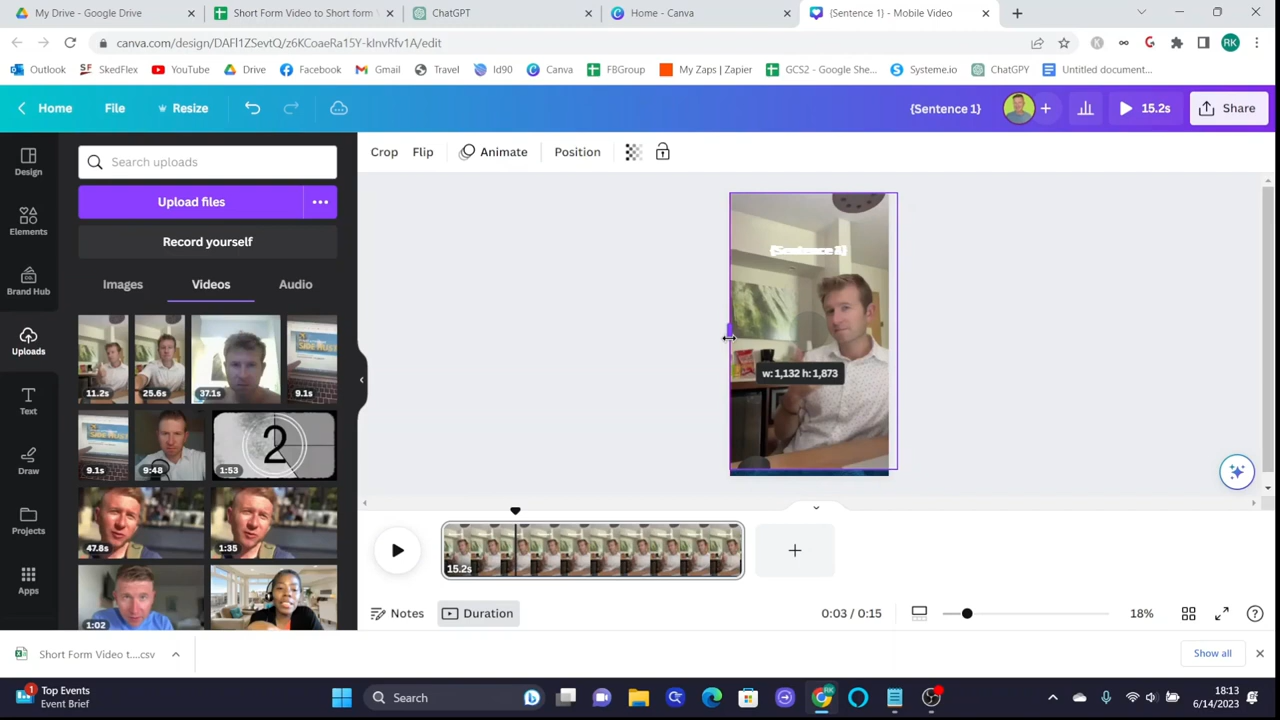 My Drive - Google Drive
Short Form Video to Short form
ChatGPT
Home - Canva
{Sentence 1} - Mobile Video
canva.com/design/DAFl1ZSevtQ/z6KCoaeRa15Y-kInvRfv1A/edit
Outlook
SkedFlex
YouTube
Drive
Facebook
Gmail
Travel
Id90
Canva
FBGroup
My Zaps | Zapier
GCS2 - Google She...
Systeme.io
ChatGPY
Untitled document...
Home
File
Resize
{Sentence 1}
15.2s
Share
Design
Elements
Brand Hub
Uploads
Text
Draw
Projects
Apps
Search uploads
Upload files
Record yourself
Images
Videos
Audio
11.2s
25.6s
37.1s
9.1s
9.1s
9:48
2
1:53
47.8s
1:35
1:02
Crop
Flip
Animate
Position
w: 1,132 h: 1,873
15.2s
Notes
Duration
0:03 / 0:15
18%
Short Form Video t....csv
Show all
Top Events
Event Brief
1
Search
18:13
6/14/2023